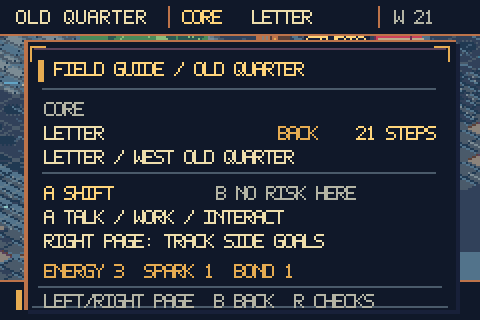 OLD QUARTER CORE LETTER W 21
FIELD GUIDE / OLD QUARTER
CORE
LETTER BACK 21 STEPS
LETTER / WEST OLD QUARTER
A SHIFT B NO RISK HERE
A TALK / WORK / INTERACT
RIGHT PAGE: TRACK SIDE GOALS
ENERGY 3 SPARK 1 BOND 1
LEFT/RIGHT PAGE B BACK R CHECKS